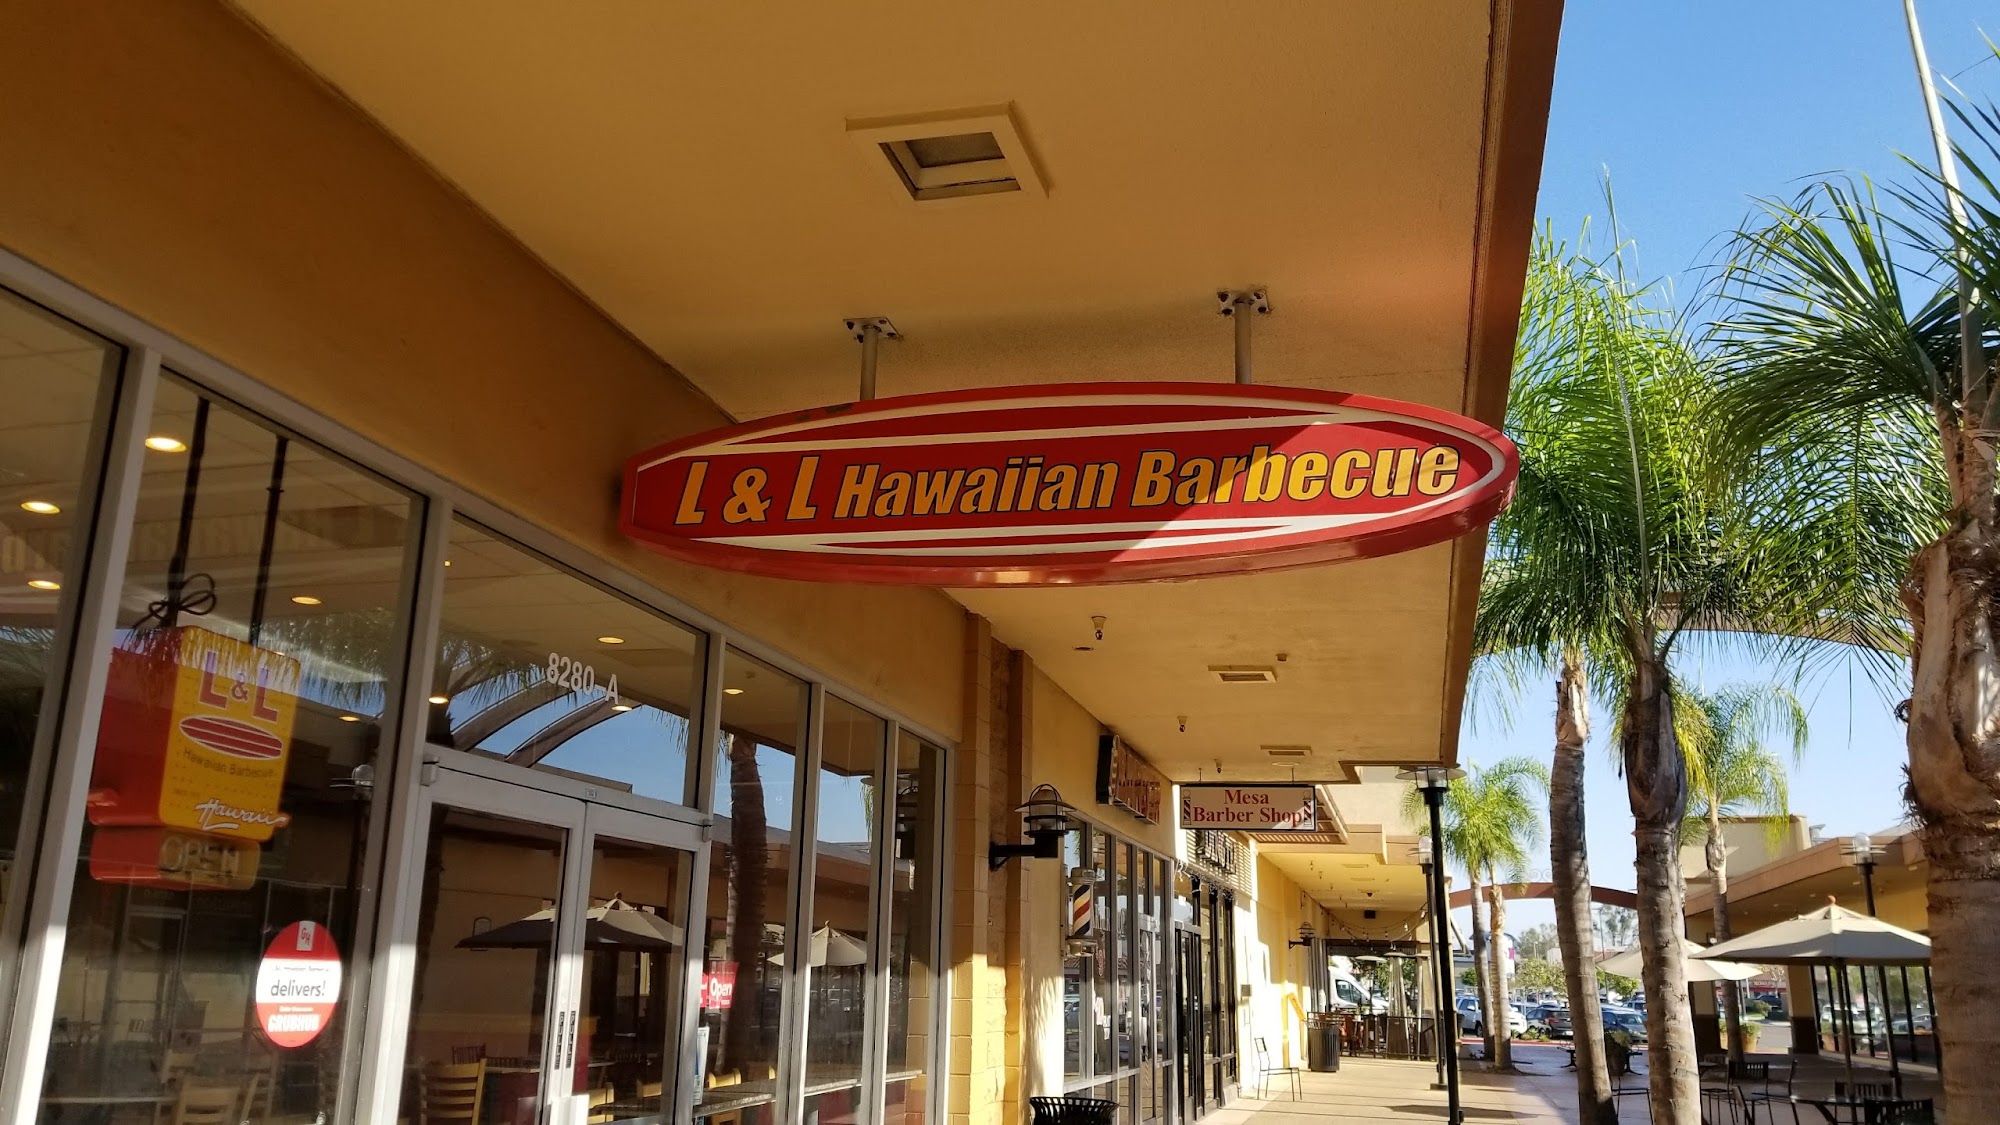 L & L Hawaiian Barbecue
8280-A
L & L
Hawaiian Barbecue
Hawaii
OPEN
delivers!
GRUBHUB
Open
Mesa
Barber Shop